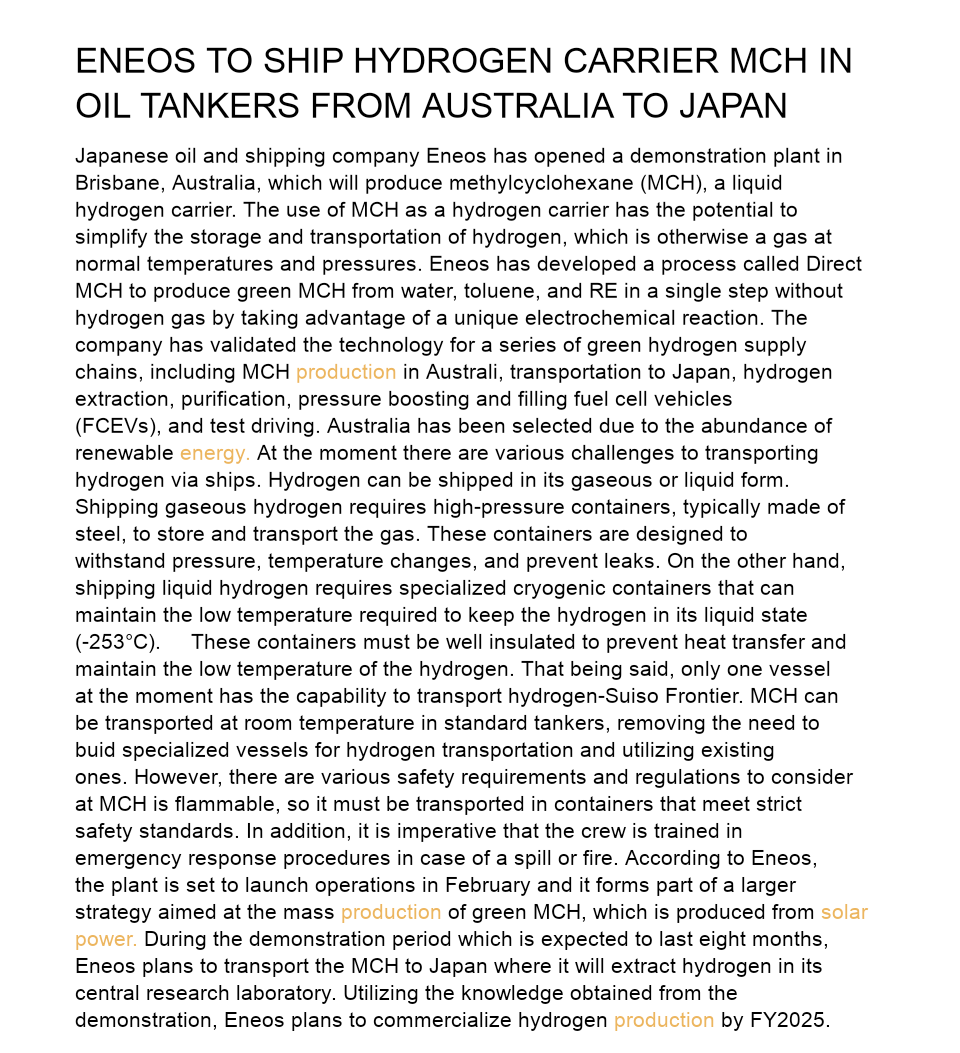 ENEOS TO SHIP HYDROGEN CARRIER MCH IN
OIL TANKERS FROM AUSTRALIA TO JAPAN
Japanese oil and shipping company Eneos has opened a demonstration plant in
Brisbane, Australia, which will produce methylcyclohexane (MCH), a liquid
hydrogen carrier. The use of MCH as a hydrogen carrier has the potential to
simplify the storage and transportation of hydrogen, which is otherwise a gas at
normal temperatures and pressures. Eneos has developed a process called Direct
MCH to produce green MCH from water, toluene, and RE in a single step without
hydrogen gas by taking advantage of a unique electrochemical reaction. The
company has validated the technology for a series of green hydrogen supply
chains, including MCH production in Australi, transportation to Japan, hydrogen
extraction, purification, pressure boosting and filling fuel cell vehicles
(FCEVs), and test driving. Australia has been selected due to the abundance of
renewable energy. At the moment there are various challenges to transporting
hydrogen via ships. Hydrogen can be shipped in its gaseous or liquid form.
Shipping gaseous hydrogen requires high-pressure containers, typically made of
steel, to store and transport the gas. These containers are designed to
withstand pressure, temperature changes, and prevent leaks. On the other hand,
shipping liquid hydrogen requires specialized cryogenic containers that can
maintain the low temperature required to keep the hydrogen in its liquid state
(-253°C). These containers must be well insulated to prevent heat transfer and
maintain the low temperature of the hydrogen. That being said, only one vessel
at the moment has the capability to transport hydrogen-Suiso Frontier. MCH can
be transported at room temperature in standard tankers, removing the need to
buid specialized vessels for hydrogen transportation and utilizing existing
ones. However, there are various safety requirements and regulations to consider
at MCH is flammable, so it must be transported in containers that meet strict
safety standards. In addition, it is imperative that the crew is trained in
emergency response procedures in case of a spill or fire. According to Eneos,
the plant is set to launch operations in February and it forms part of a larger
strategy aimed at the mass production of green MCH, which is produced from solar
power. During the demonstration period which is expected to last eight months,
Eneos plans to transport the MCH to Japan where it will extract hydrogen in its
central research laboratory. Utilizing the knowledge obtained from the
demonstration, Eneos plans to commercialize hydrogen production by FY2025.